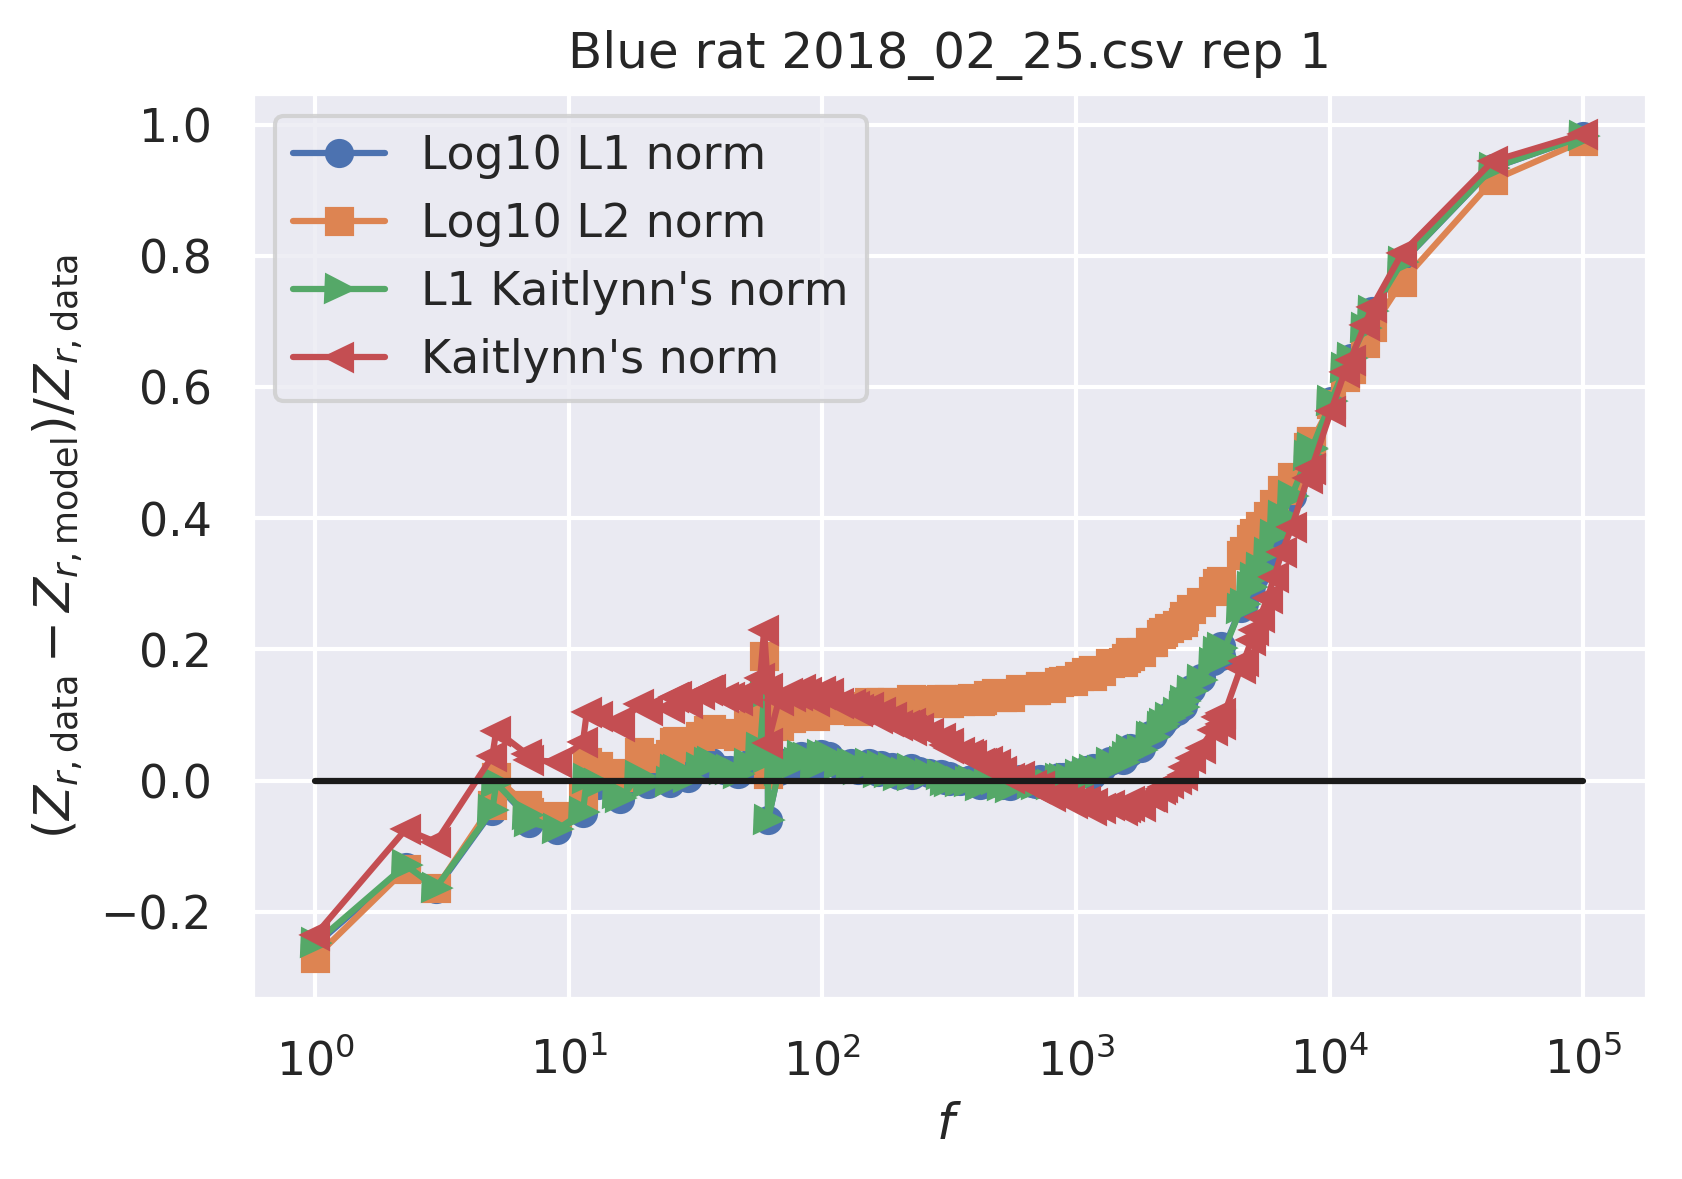 Blue rat 2018_02_25.csv rep 1
Log10 L1 norm
Log10 L2 norm
L1 Kaitlynn's norm
Kaitlynn's norm
1.0
0.8
0.6
0.4
0.2
0.0
−0.2
(Z_{r, data} − Z_{r, model})/Z_{r, data}
10^0 10^1 10^2 10^3 10^4 10^5
f